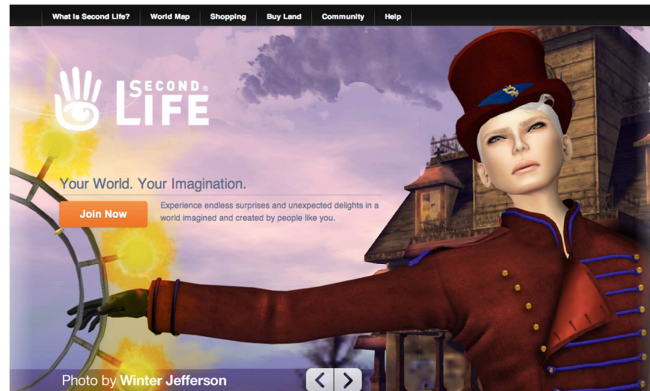 What Is Second Life? World Map Shopping Buy Land Community Help
SECOND®
LIFE
Your World. Your Imagination.
Join Now
Experience endless surprises and unexpected delights in a
world imagined and created by people like you.
Photo by Winter Jefferson